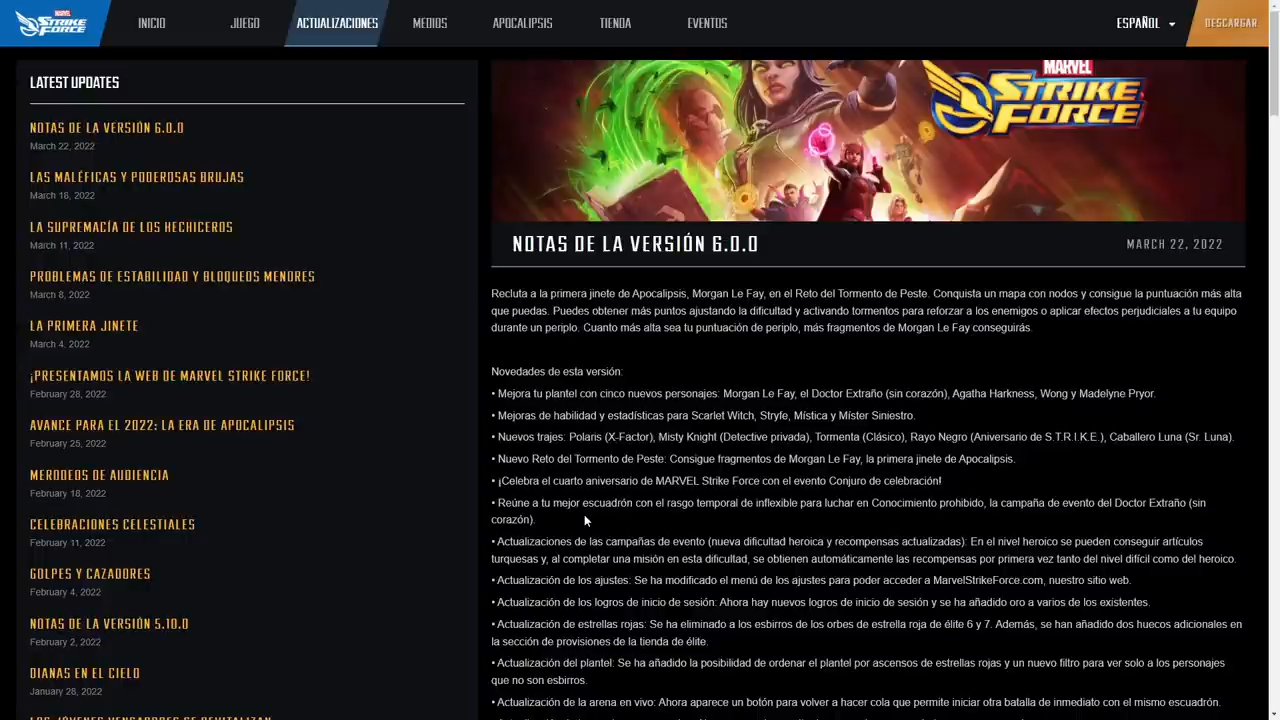 MARVEL STRIKE FORCE
INICIO JUEGO ACTUALIZACIONES MEDIOS APOCALIPSIS TIENDA EVENTOS ESPAÑOL DESCARGAR
LATEST UPDATES
NOTAS DE LA VERSIÓN 6.0.0
March 22, 2022
LAS MALÉFICAS Y PODEROSAS BRUJAS
March 18, 2022
LA SUPREMACÍA DE LOS HECHICEROS
March 11, 2022
PROBLEMAS DE ESTABILIDAD Y BLOQUEOS MENORES
March 8, 2022
LA PRIMERA JINETE
March 4, 2022
¡PRESENTAMOS LA WEB DE MARVEL STRIKE FORCE!
February 28, 2022
AVANCE PARA EL 2022: LA ERA DE APOCALIPSIS
February 25, 2022
MERODEOS DE AUDIENCIA
February 18, 2022
CELEBRACIONES CELESTIALES
February 11, 2022
GOLPES Y CAZADORES
February 4, 2022
NOTAS DE LA VERSIÓN 5.10.0
February 2, 2022
DIANAS EN EL CIELO
January 28, 2022
LOS JÓVENES VENGADORES SE REVITALIZAN
MARVEL
STRIKE
FORCE
NOTAS DE LA VERSIÓN 6.0.0
MARCH 22, 2022
Recluta a la primera jinete de Apocalipsis, Morgan Le Fay, en el Reto del Tormento de Peste. Conquista un mapa con nodos y consigue la puntuación más alta
que puedas. Puedes obtener más puntos ajustando la dificultad y activando tormentos para reforzar a los enemigos o aplicar efectos perjudiciales a tu equipo
durante un periplo. Cuanto más alta sea tu puntuación de periplo, más fragmentos de Morgan Le Fay conseguirás.
Novedades de esta versión:
• Mejora tu plantel con cinco nuevos personajes: Morgan Le Fay, el Doctor Extraño (sin corazón), Agatha Harkness, Wong y Madelyne Pryor.
• Mejoras de habilidad y estadísticas para Scarlet Witch, Stryfe, Mística y Míster Siniestro.
• Nuevos trajes: Polaris (X-Factor), Misty Knight (Detective privada), Tormenta (Clásico), Rayo Negro (Aniversario de S.T.R.I.K.E.), Caballero Luna (Sr. Luna).
• Nuevo Reto del Tormento de Peste: Consigue fragmentos de Morgan Le Fay, la primera jinete de Apocalipsis.
• ¡Celebra el cuarto aniversario de MARVEL Strike Force con el evento Conjuro de celebración!
• Reúne a tu mejor escuadrón con el rasgo temporal de inflexible para luchar en Conocimiento prohibido, la campaña de evento del Doctor Extraño (sin
corazón).
• Actualizaciones de las campañas de evento (nueva dificultad heroica y recompensas actualizadas): En el nivel heroico se pueden conseguir artículos
turquesas y, al completar una misión en esta dificultad, se obtienen automáticamente las recompensas por primera vez tanto del nivel difícil como del heroico.
• Actualización de los ajustes: Se ha modificado el menú de los ajustes para poder acceder a MarvelStrikeForce.com, nuestro sitio web.
• Actualización de los logros de inicio de sesión: Ahora hay nuevos logros de inicio de sesión y se ha añadido oro a varios de los existentes.
• Actualización de estrellas rojas: Se ha eliminado a los esbirros de los orbes de estrella roja de élite 6 y 7. Además, se han añadido dos huecos adicionales en
la sección de provisiones de la tienda de élite.
• Actualización del plantel: Se ha añadido la posibilidad de ordenar el plantel por ascensos de estrellas rojas y un nuevo filtro para ver solo a los personajes
que no son esbirros.
• Actualización de la arena en vivo: Ahora aparece un botón para volver a hacer cola que permite iniciar otra batalla de inmediato con el mismo escuadrón.